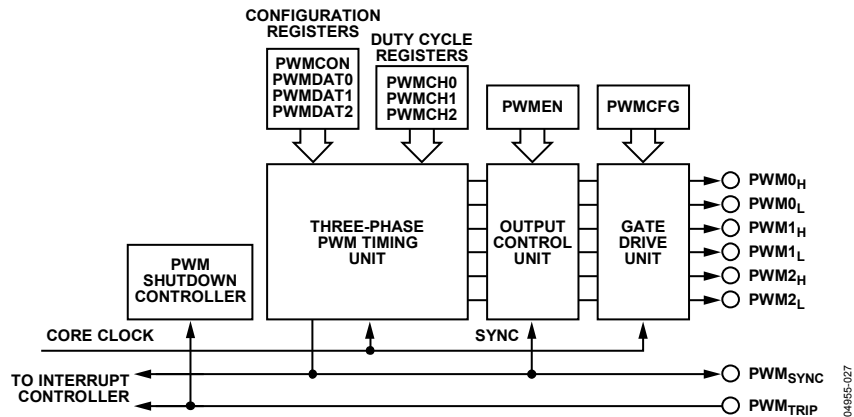 CONFIGURATION
REGISTERS
DUTY CYCLE
REGISTERS
PWMCON
PWMDAT0
PWMDAT1
PWMDAT2
PWMCH0
PWMCH1
PWMCH2
PWMEN
PWMCFG
THREE-PHASE
PWM TIMING
UNIT
OUTPUT
CONTROL
UNIT
GATE
DRIVE
UNIT
PWM0H
PWM0L
PWM1H
PWM1L
PWM2H
PWM2L
PWM
SHUTDOWN
CONTROLLER
CORE CLOCK
SYNC
TO INTERRUPT
CONTROLLER
PWMSYNC
PWMTRIP
04955-027